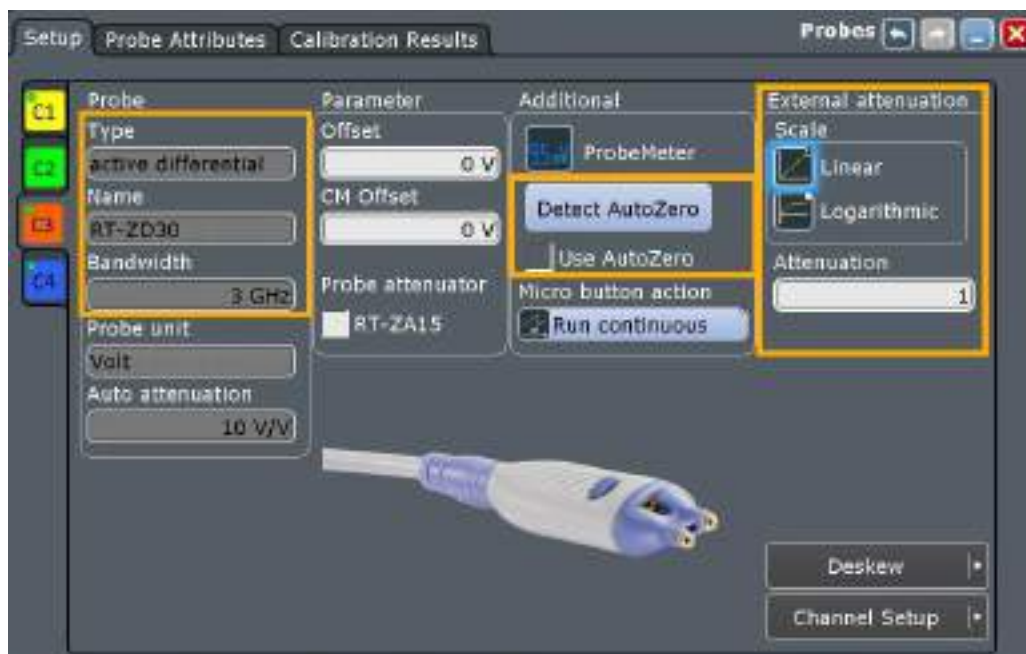 Setup
Probe Attributes
Calibration Results
Probes
C1
C2
C3
C4
Probe
Type
active differential
Name
RT-ZD30
Bandwidth
3 GHz
Probe unit
Volt
Auto attenuation
10 V/V
Parameter
Offset
0 V
CM Offset
0 V
Probe attenuator
RT-ZA15
Additional
ProbeMeter
Detect AutoZero
Use AutoZero
Micro button action
Run continuous
External attenuation
Scale
Linear
Logarithmic
Attenuation
1
Deskew
Channel Setup